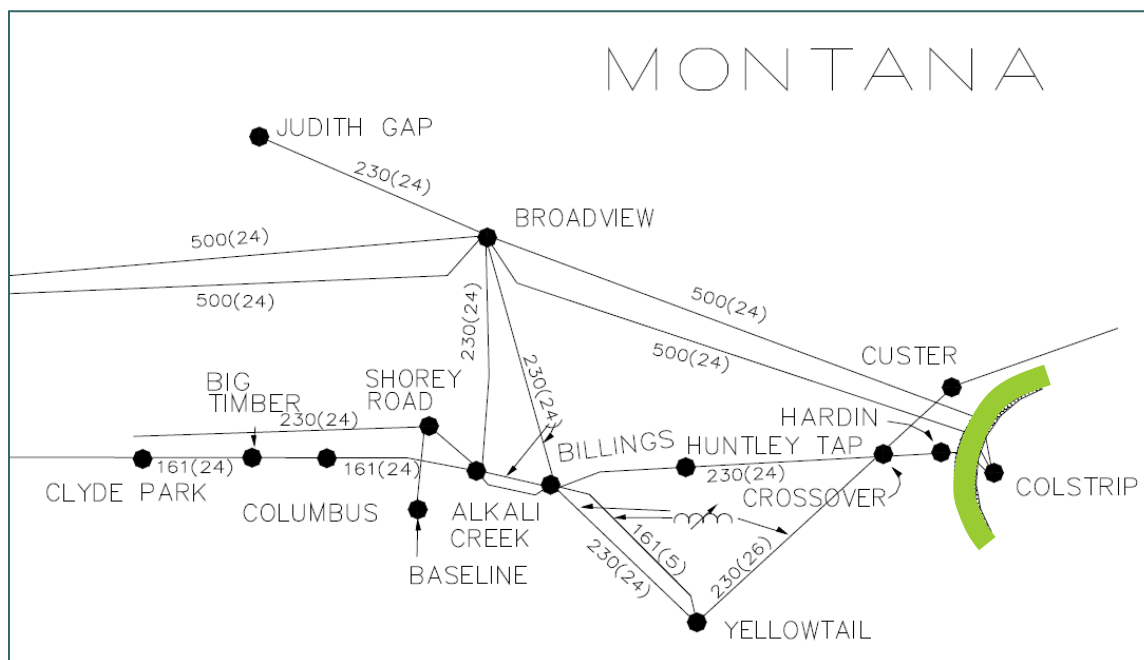 MONTANA
JUDITH GAP
230(24)
BROADVIEW
500(24)
500(24)
230(24)
230(24)
500(24)
500(24)
CUSTER
BIG
TIMBER
SHOREY
ROAD
230(24)
HARDIN
BILLINGS
HUNTLEY TAP
161(24)
161(24)
230(24)
CLYDE PARK
COLUMBUS
ALKALI
CREEK
CROSSOVER
COLSTRIP
BASELINE
161(5)
230(24)
230(26)
YELLOWTAIL